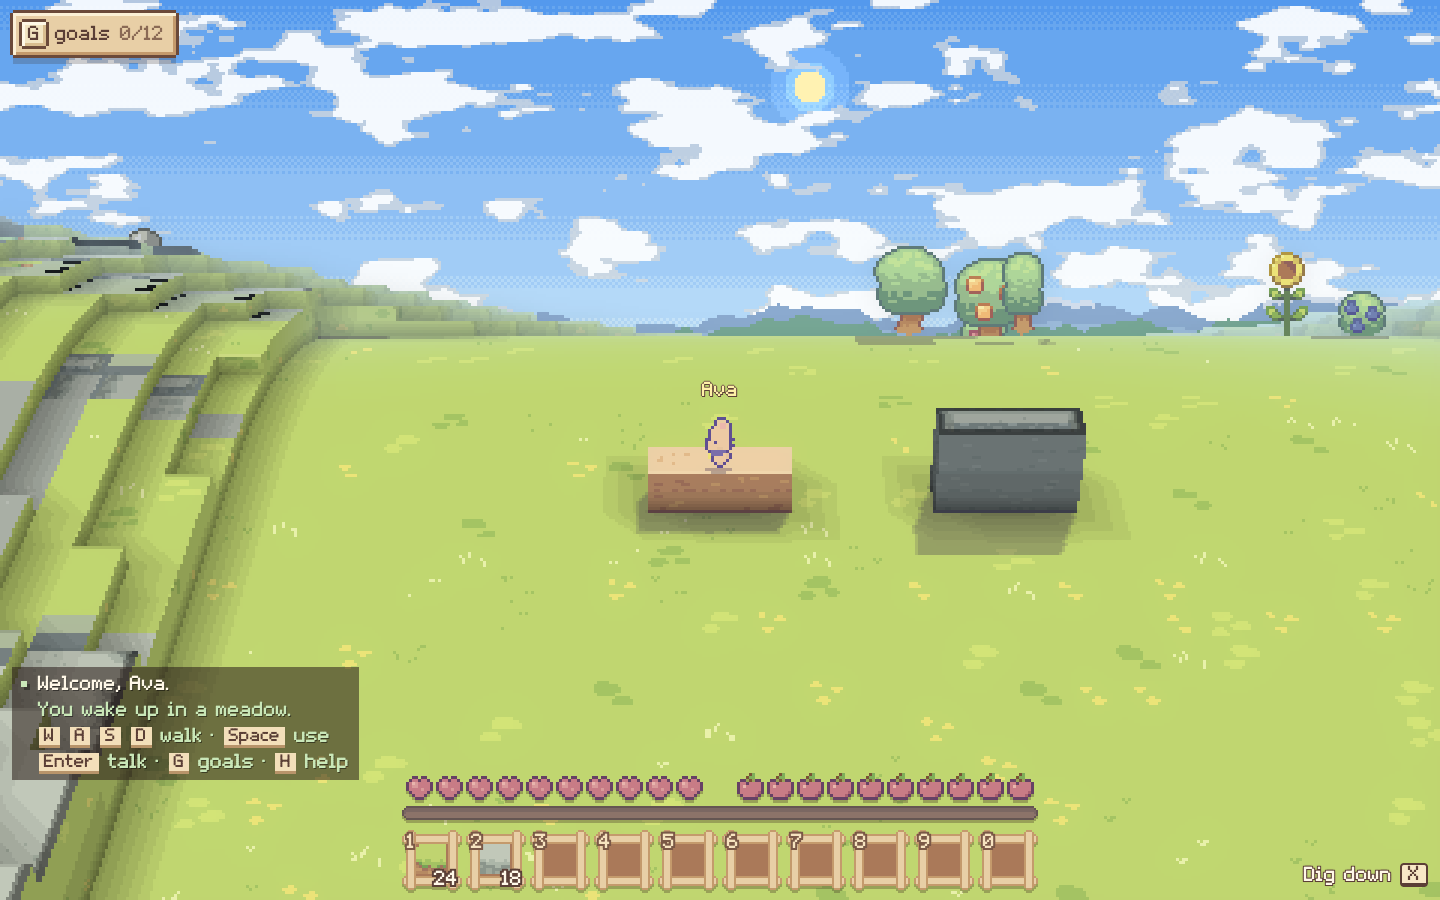 G goals 0/12
Ava
Welcome, Ava.
You wake up in a meadow.
W A S D walk · Space use
Enter talk · G goals · H help
1 2 3 4 5 6 7 8 9 0
24 18
Dig down X